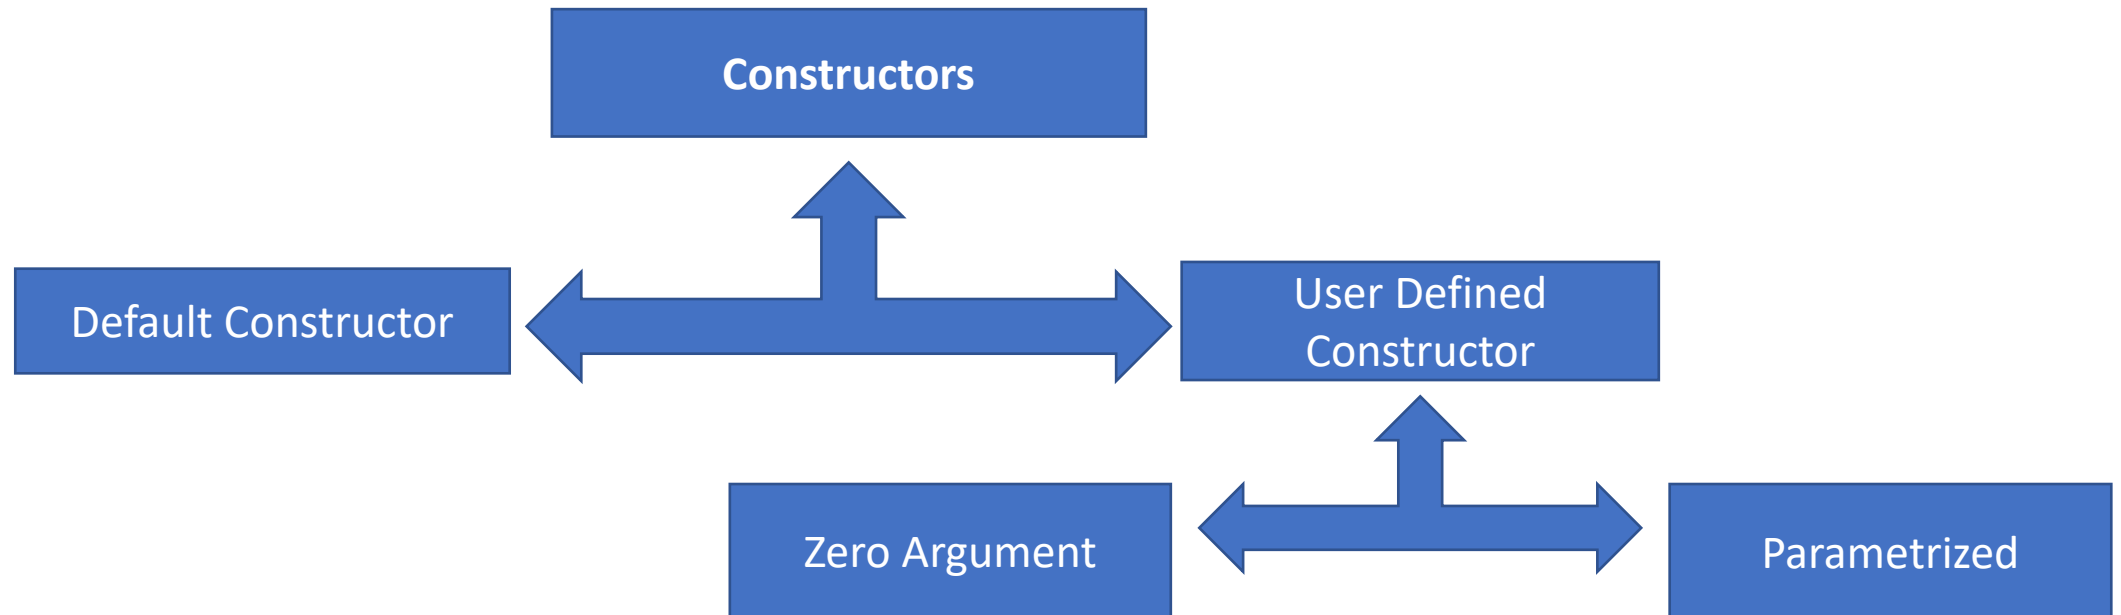 Constructors
Default Constructor
User Defined
Constructor
Zero Argument
Parametrized